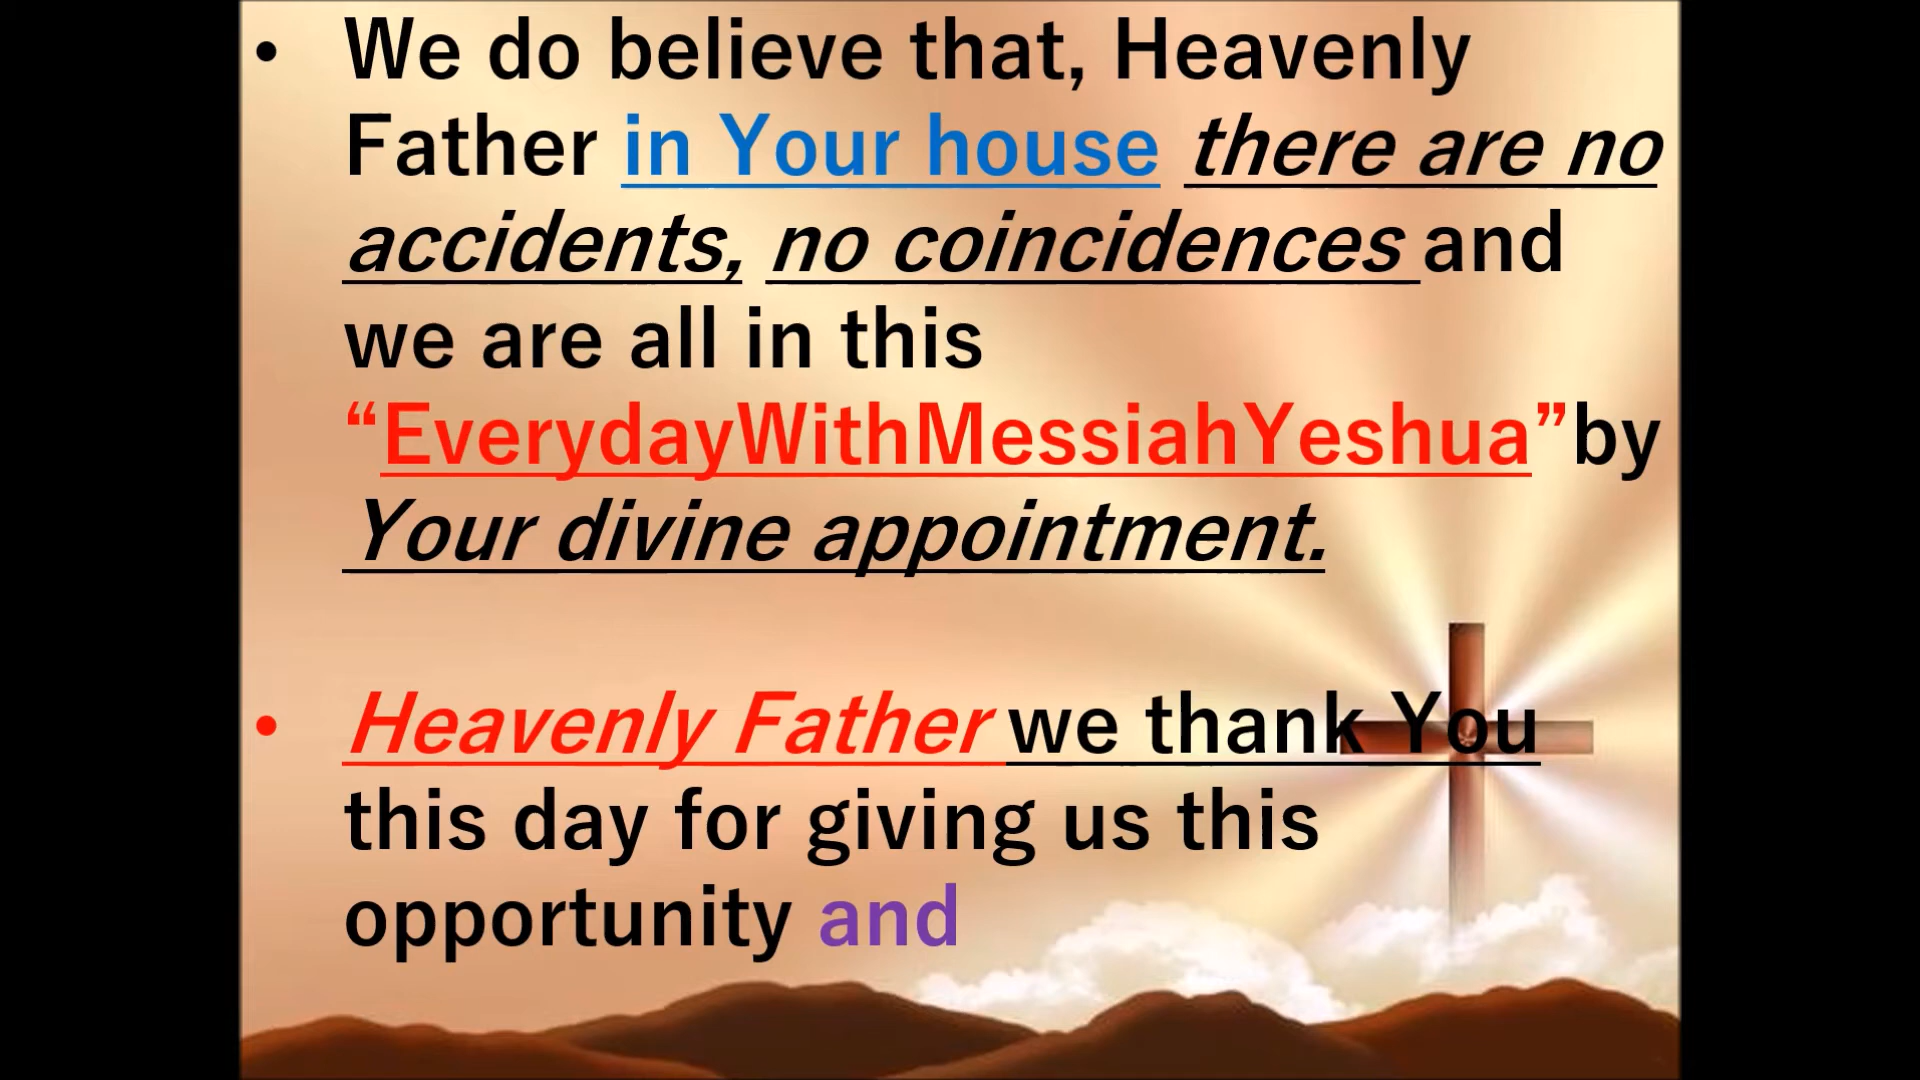 • We do believe that, Heavenly
Father in Your house there are no
accidents, no coincidences and
we are all in this
“EverydayWithMessiahYeshua”by
Your divine appointment.
• Heavenly Father we thank You
this day for giving us this
opportunity and